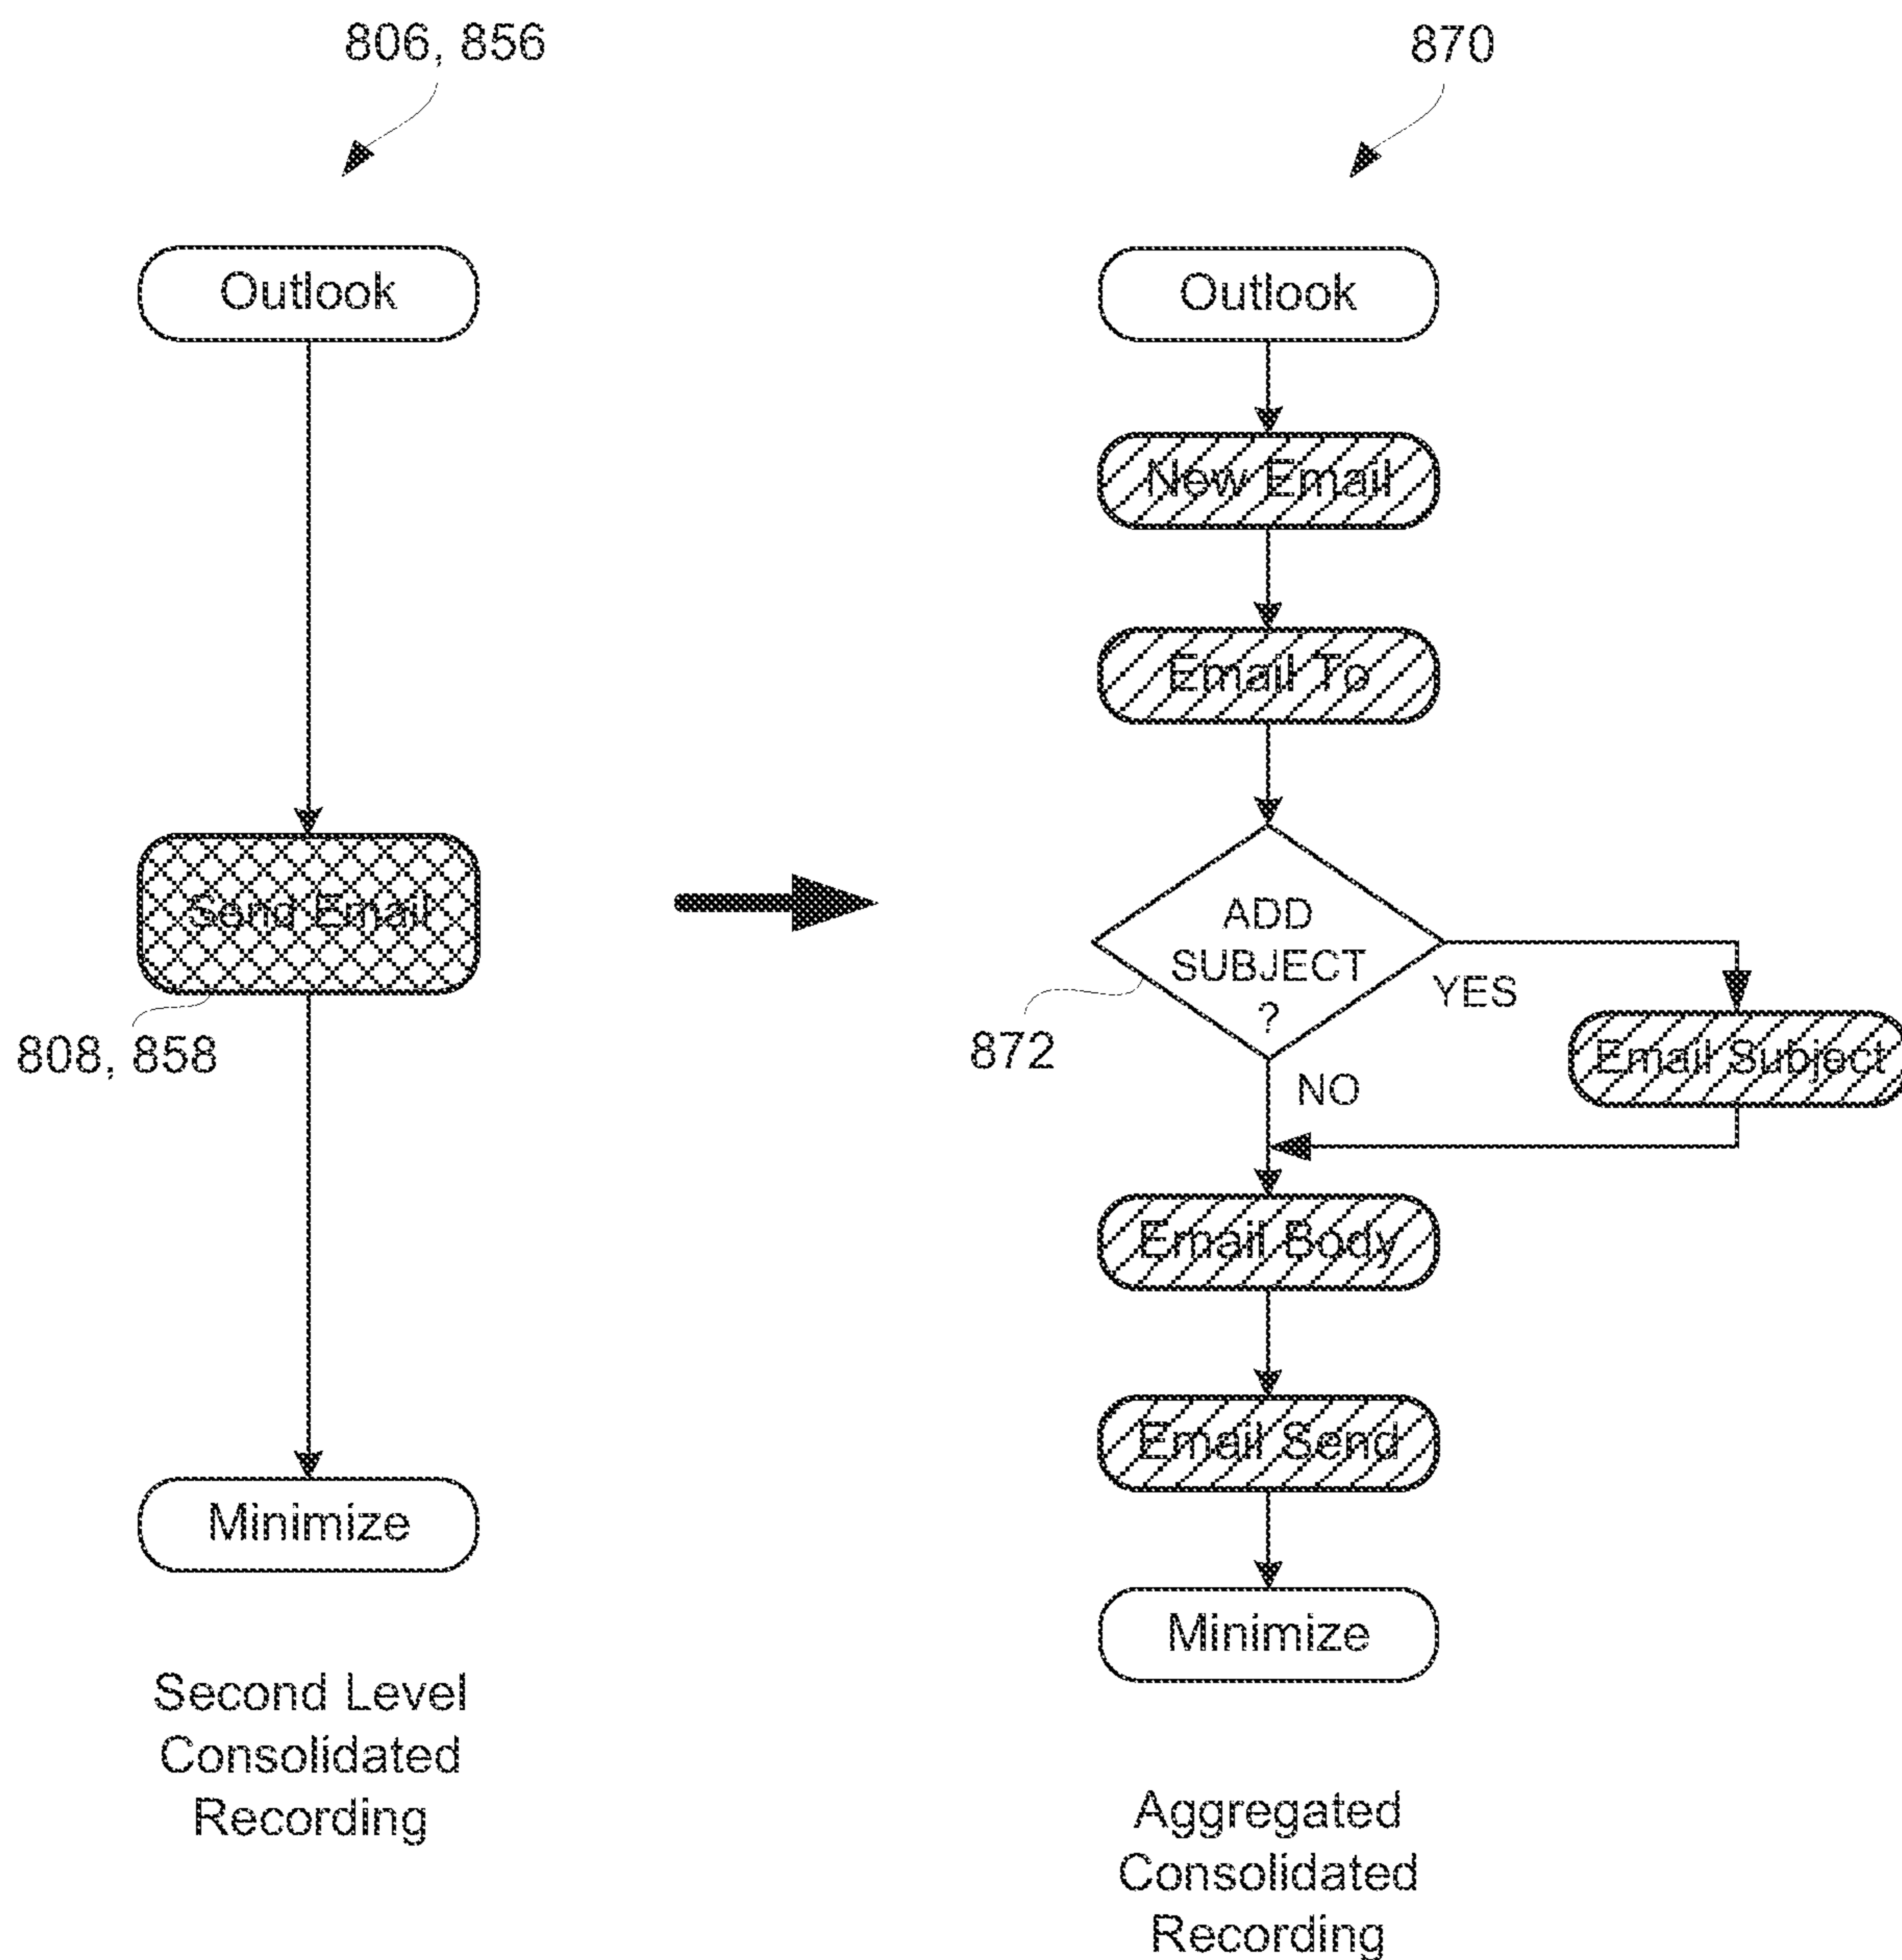 806, 856
Outlook
Send Email
808, 858
Minimize
Second Level
Consolidated
Recording
870
Outlook
New Email
Email To
ADD
SUBJECT
?
872
YES
NO
Email Subject
Email Body
Email Send
Minimize
Aggregated
Consolidated
Recording